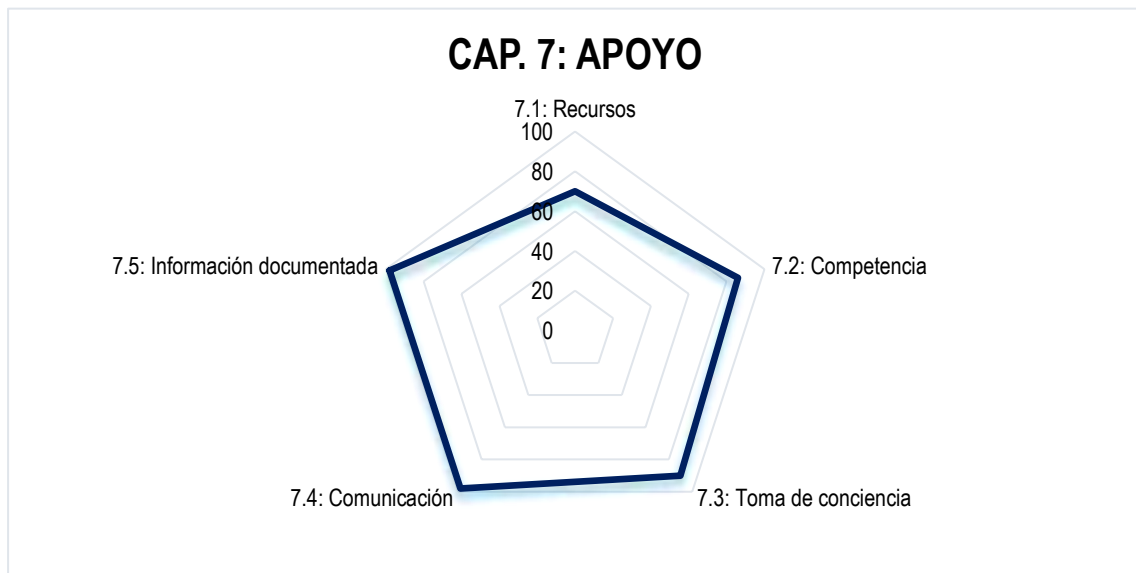 CAP. 7: APOYO
7.1: Recursos
100
80
60
40
20
0
7.2: Competencia
7.3: Toma de conciencia
7.4: Comunicación
7.5: Información documentada